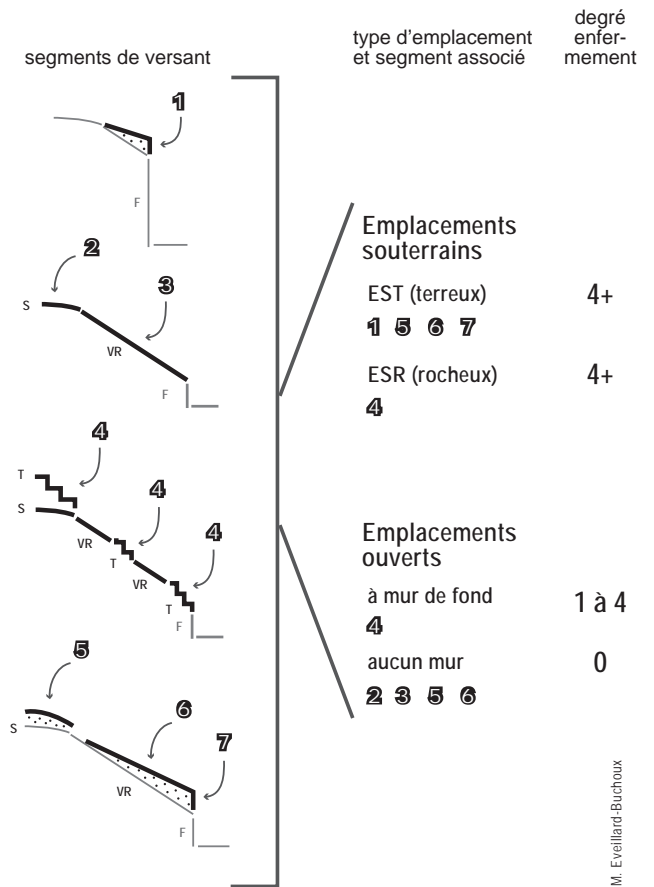 segments de versant
type d'emplacement
et segment associé
degré
enfer-
mement
1
F
2
3
S
VR
F
4
T
4
S
4
VR
T
VR
T
F
5
6
S
7
VR
F
Emplacements
souterrains
EST (terreux) 4+
1 5 6 7
ESR (rocheux) 4+
4
Emplacements
ouverts
à mur de fond 1 à 4
4
aucun mur 0
2 3 5 6
M. Eveillard-Buchoux